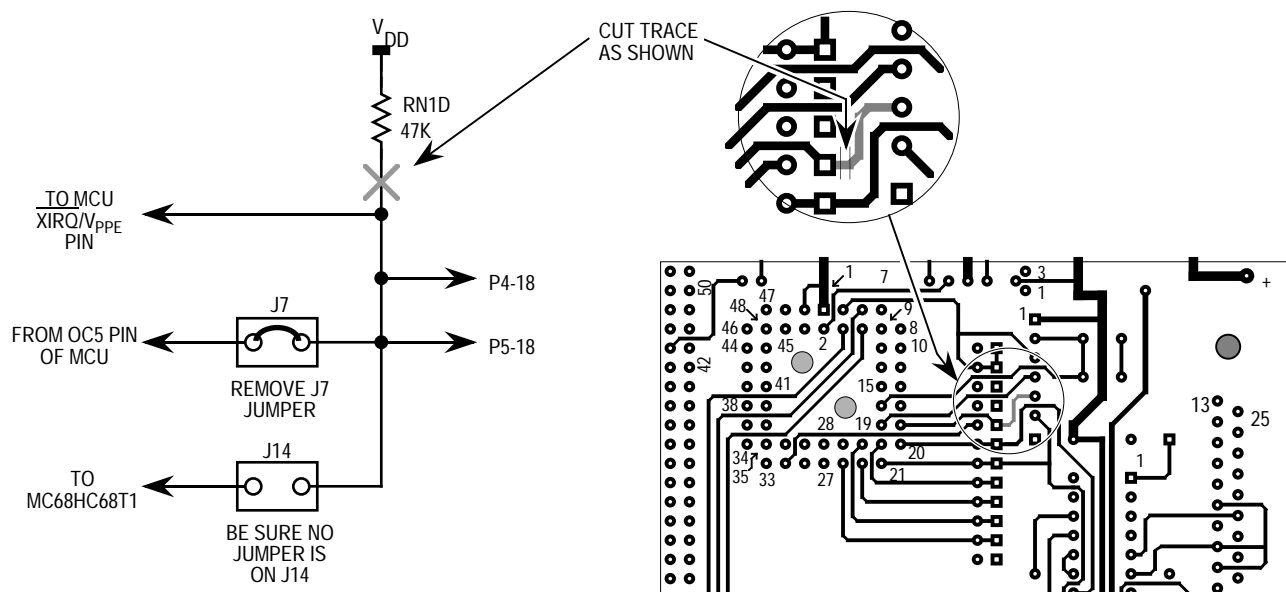 V
DD
RN1D
47K
CUT TRACE
AS SHOWN
TO MCU
XIRQ/VPPE
PIN
P4-18
J7
FROM OC5 PIN
OF MCU
P5-18
REMOVE J7
JUMPER
J14
TO
MC68HC68T1
BE SURE NO
JUMPER IS
ON J14
50
47
1
7
3
1
+
48
9
1
46
45
2
8
44
10
42
41
15
38
13
25
28
19
34
20
35
33
27
21
1